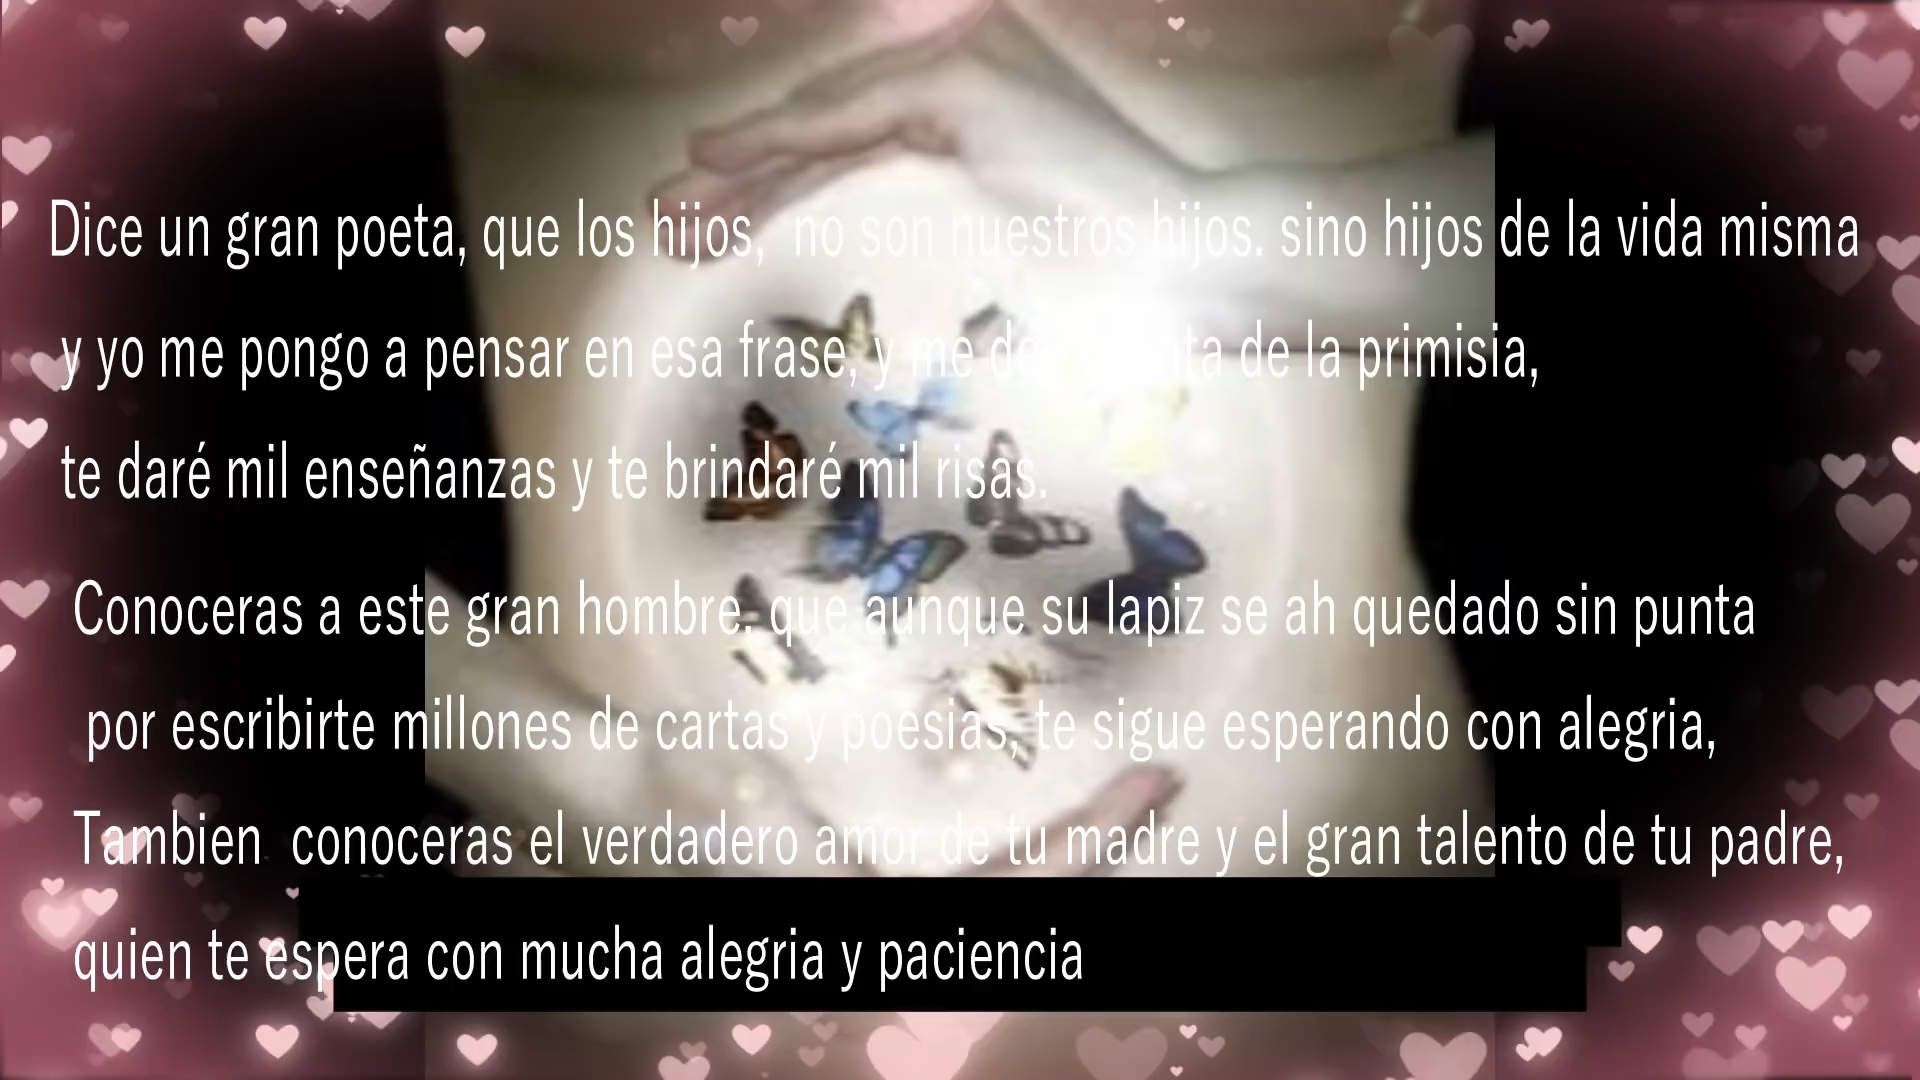 Dice un gran poeta, que los hijos, no son nuestros hijos. sino hijos de la vida misma
y yo me pongo a pensar en esa frase, y me de la primisia,
te daré mil enseñanzas y te brindaré mil risas.
Conoceras a este gran hombre. que aunque su lapiz se ah quedado sin punta
por escribirte millones de cartas y poesias, te sigue esperando con alegria,
Tambien conoceras el verdadero amor de tu madre y el gran talento de tu padre,
quien te espera con mucha alegria y paciencia